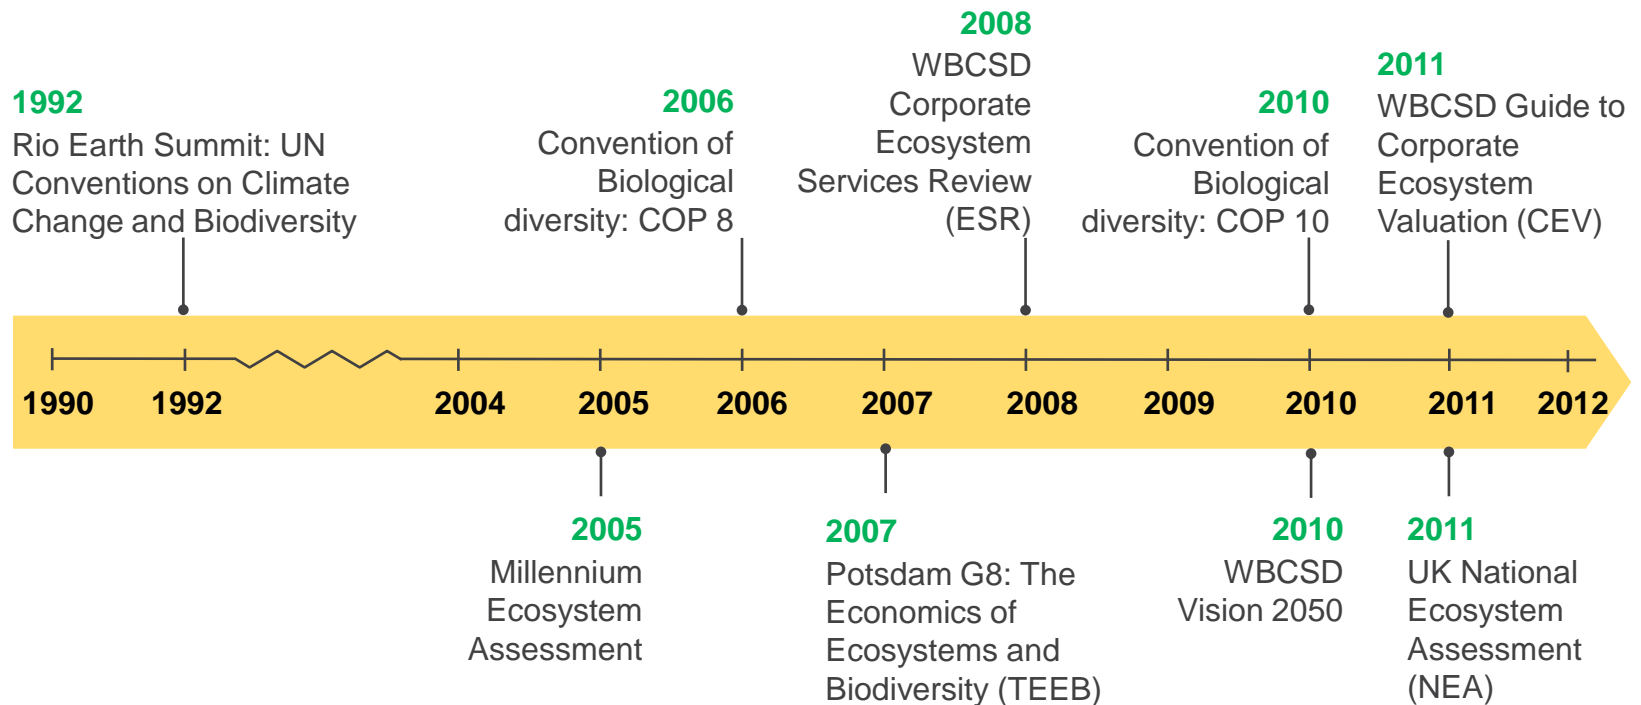 1992
Rio Earth Summit: UN
Conventions on Climate
Change and Biodiversity
2006
Convention of
Biological
diversity: COP 8
2008
WBCSD
Corporate
Ecosystem
Services Review
(ESR)
2010
Convention of
Biological
diversity: COP 10
2011
WBCSD Guide to
Corporate
Ecosystem
Valuation (CEV)
1990 1992 2004 2005 2006 2007 2008 2009 2010 2011 2012
2005
Millennium
Ecosystem
Assessment
2007
Potsdam G8: The
Economics of
Ecosystems and
Biodiversity (TEEB)
2010
WBCSD
Vision 2050
2011
UK National
Ecosystem
Assessment
(NEA)